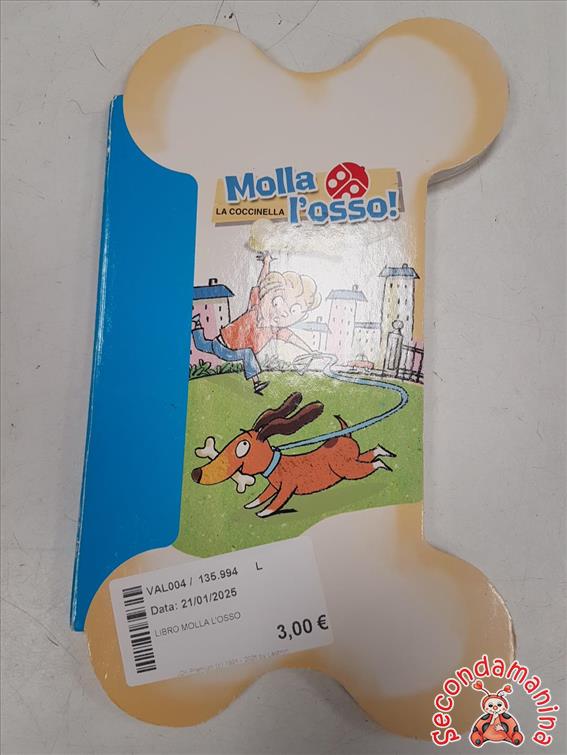 Molla
LA COCCINELLA
l'osso!
VAL004 / 135.994 L
Data: 21/01/2025
LIBRO MOLLA L'OSSO
3,00 €
secondamanina